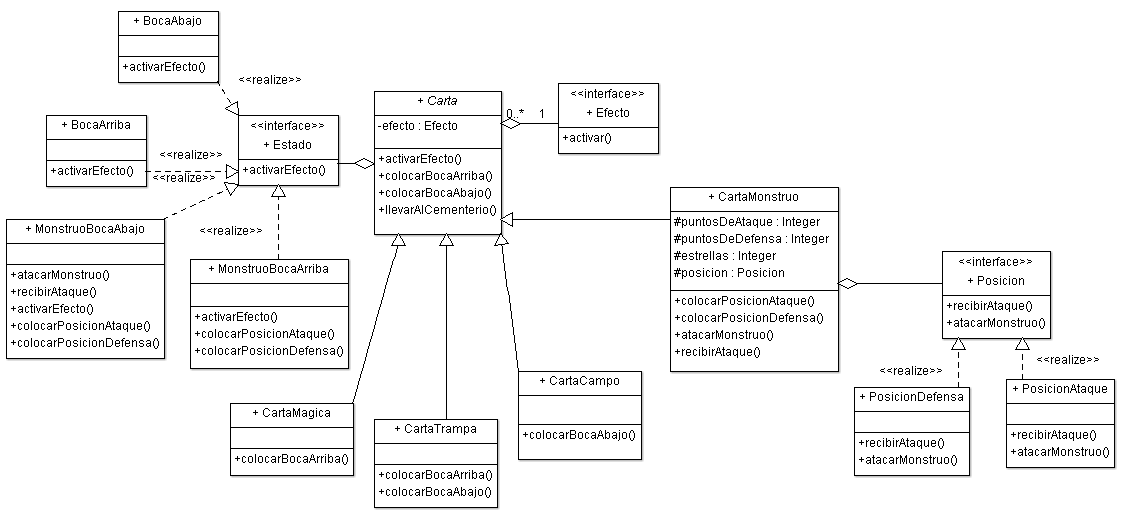 + BocaAbajo
+activarEfecto()
<<realize>>
+ BocaArriba
+activarEfecto()
<<realize>>
<<realize>>
<<interface>>
+ Estado
+activarEfecto()
+ Carta
-efecto : Efecto
+activarEfecto()
+colocarBocaArriba()
+colocarBocaAbajo()
+llevarAlCementerio()
0..*
1
<<interface>>
+ Efecto
+activar()
+ MonstruoBocaAbajo
+atacarMonstruo()
+recibirAtaque()
+activarEfecto()
+colocarPosicionAtaque()
+colocarPosicionDefensa()
<<realize>>
+ MonstruoBocaArriba
+activarEfecto()
+colocarPosicionAtaque()
+colocarPosicionDefensa()
+ CartaMonstruo
#puntosDeAtaque : Integer
#puntosDeDefensa : Integer
#estrellas : Integer
#posicion : Posicion
+colocarPosicionAtaque()
+colocarPosicionDefensa()
+atacarMonstruo()
+recibirAtaque()
<<interface>>
+ Posicion
+recibirAtaque()
+atacarMonstruo()
<<realize>>
<<realize>>
+ CartaMagica
+colocarBocaArriba()
+ CartaTrampa
+colocarBocaArriba()
+colocarBocaAbajo()
+ CartaCampo
+colocarBocaAbajo()
+ PosicionDefensa
+recibirAtaque()
+atacarMonstruo()
+ PosicionAtaque
+recibirAtaque()
+atacarMonstruo()